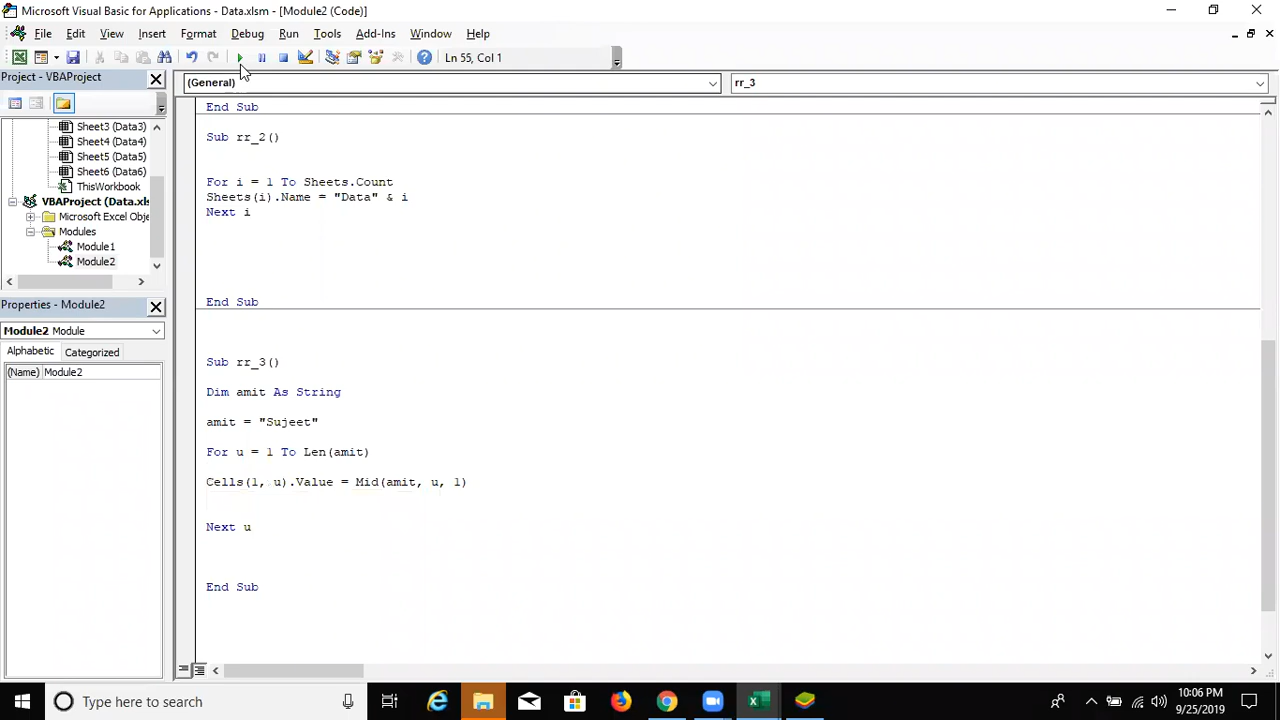 Microsoft Visual Basic for Applications - Data.xlsm - [Module2 (Code)]
File Edit View Insert Format Debug Run Tools Add-Ins Window Help
Ln 55, Col 1
Project - VBAProject
(General)
rr_3
Sheet3 (Data3)
Sheet4 (Data4)
Sheet5 (Data5)
Sheet6 (Data6)
ThisWorkbook
VBAProject (Data.xls
Microsoft Excel Obje
Modules
Module1
Module2
Properties - Module2
Module2 Module
Alphabetic Categorized
(Name) Module2
End Sub
Sub rr_2()
For i = 1 To Sheets.Count
Sheets(i).Name = "Data" & i
Next i
End Sub
Sub rr_3()
Dim amit As String
amit = "Sujeet"
For u = 1 To Len(amit)
Cells(1, u).Value = Mid(amit, u, 1)
Next u
End Sub
Type here to search
10:06 PM
9/25/2019